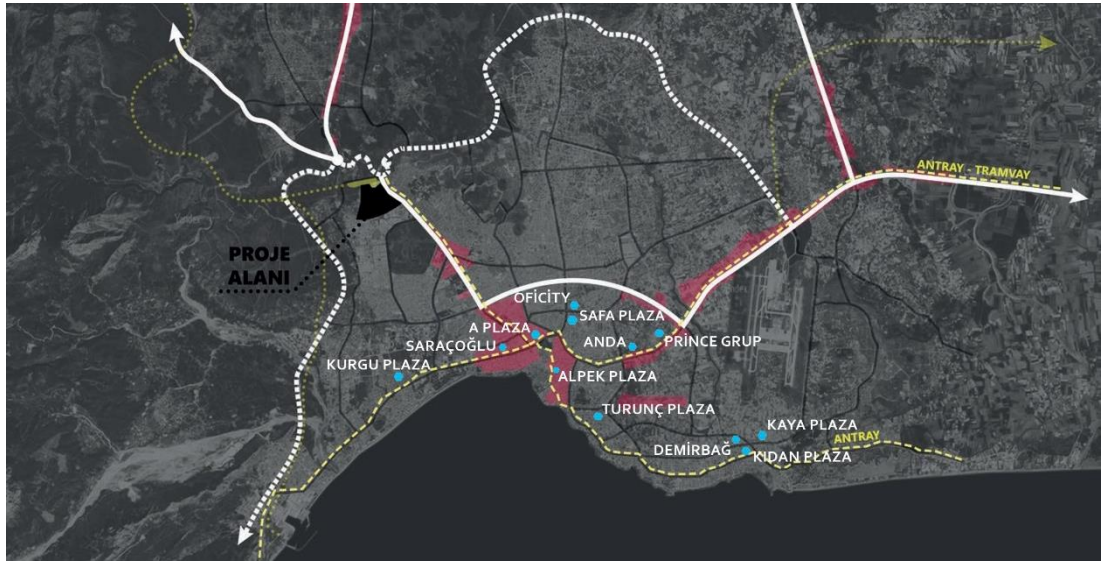 ANTRAY - TRAMVAY
PROJE
ALANI
OFİCİTY
SAFA PLAZA
A PLAZA
SARAÇOĞLU
ANDA
PRİNCE GRUP
KURGU PLAZA
ALPEK PLAZA
TURUNÇ PLAZA
KAYA PLAZA
DEMİRBAĞ
ANTRAY
KIDAN PLAZA